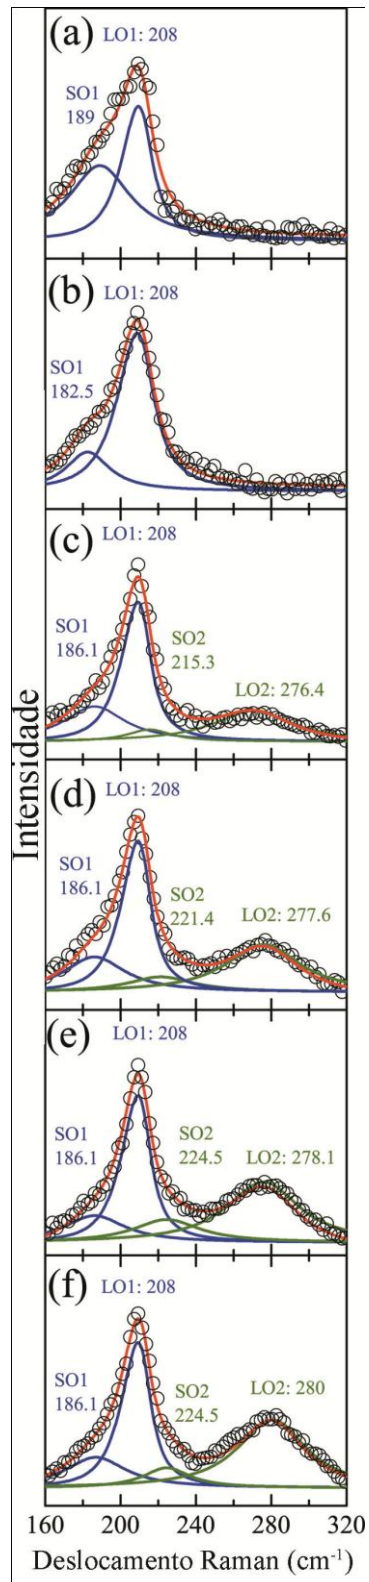 (a)
LO1: 208
SO1
189
(b)
LO1: 208
SO1
182.5
(c)
LO1: 208
SO1
186.1
SO2
215.3
LO2: 276.4
(d)
LO1: 208
SO1
186.1
SO2
221.4
LO2: 277.6
(e)
LO1: 208
SO1
186.1
SO2
224.5
LO2: 278.1
(f)
LO1: 208
SO1
186.1
SO2
224.5
LO2: 280
Intensidade
160 200 240 280 320
Deslocamento Raman (cm⁻¹)